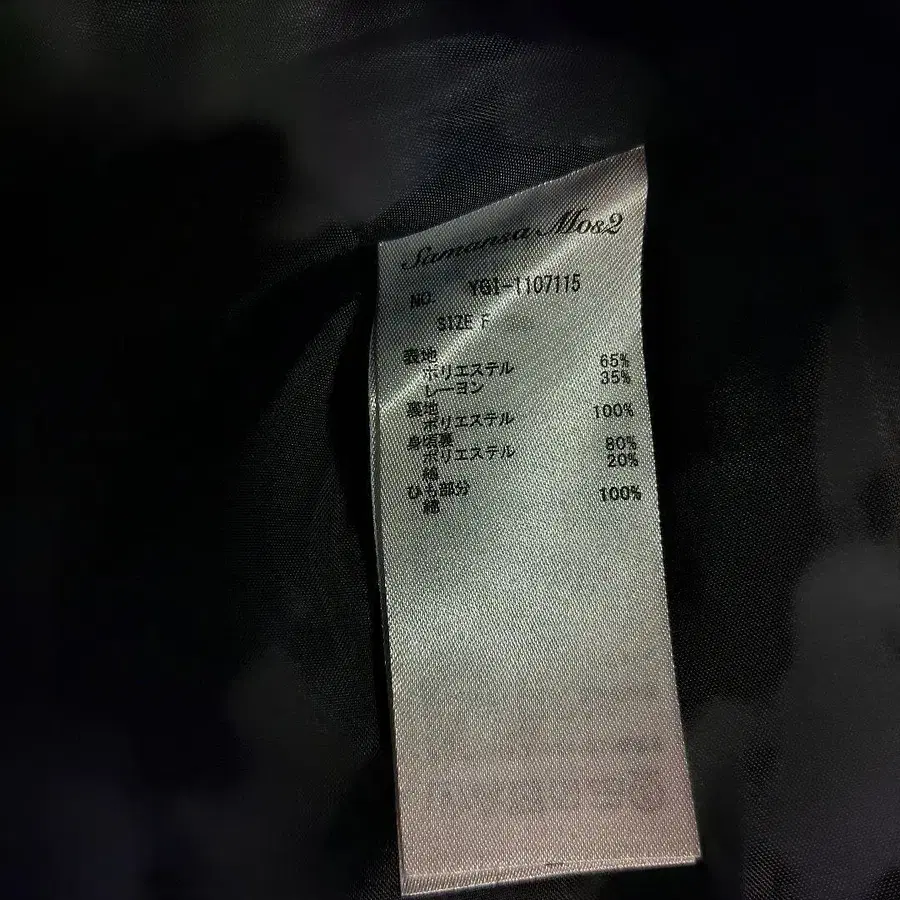 Samansa Mos2
NO. YGI-1107115
SIZE F
表地
ポリエステル 65%
レーヨン 35%
裏地
ポリエステル 100%
身頃裏
ポリエステル 80%
綿 20%
ひも部分
綿 100%